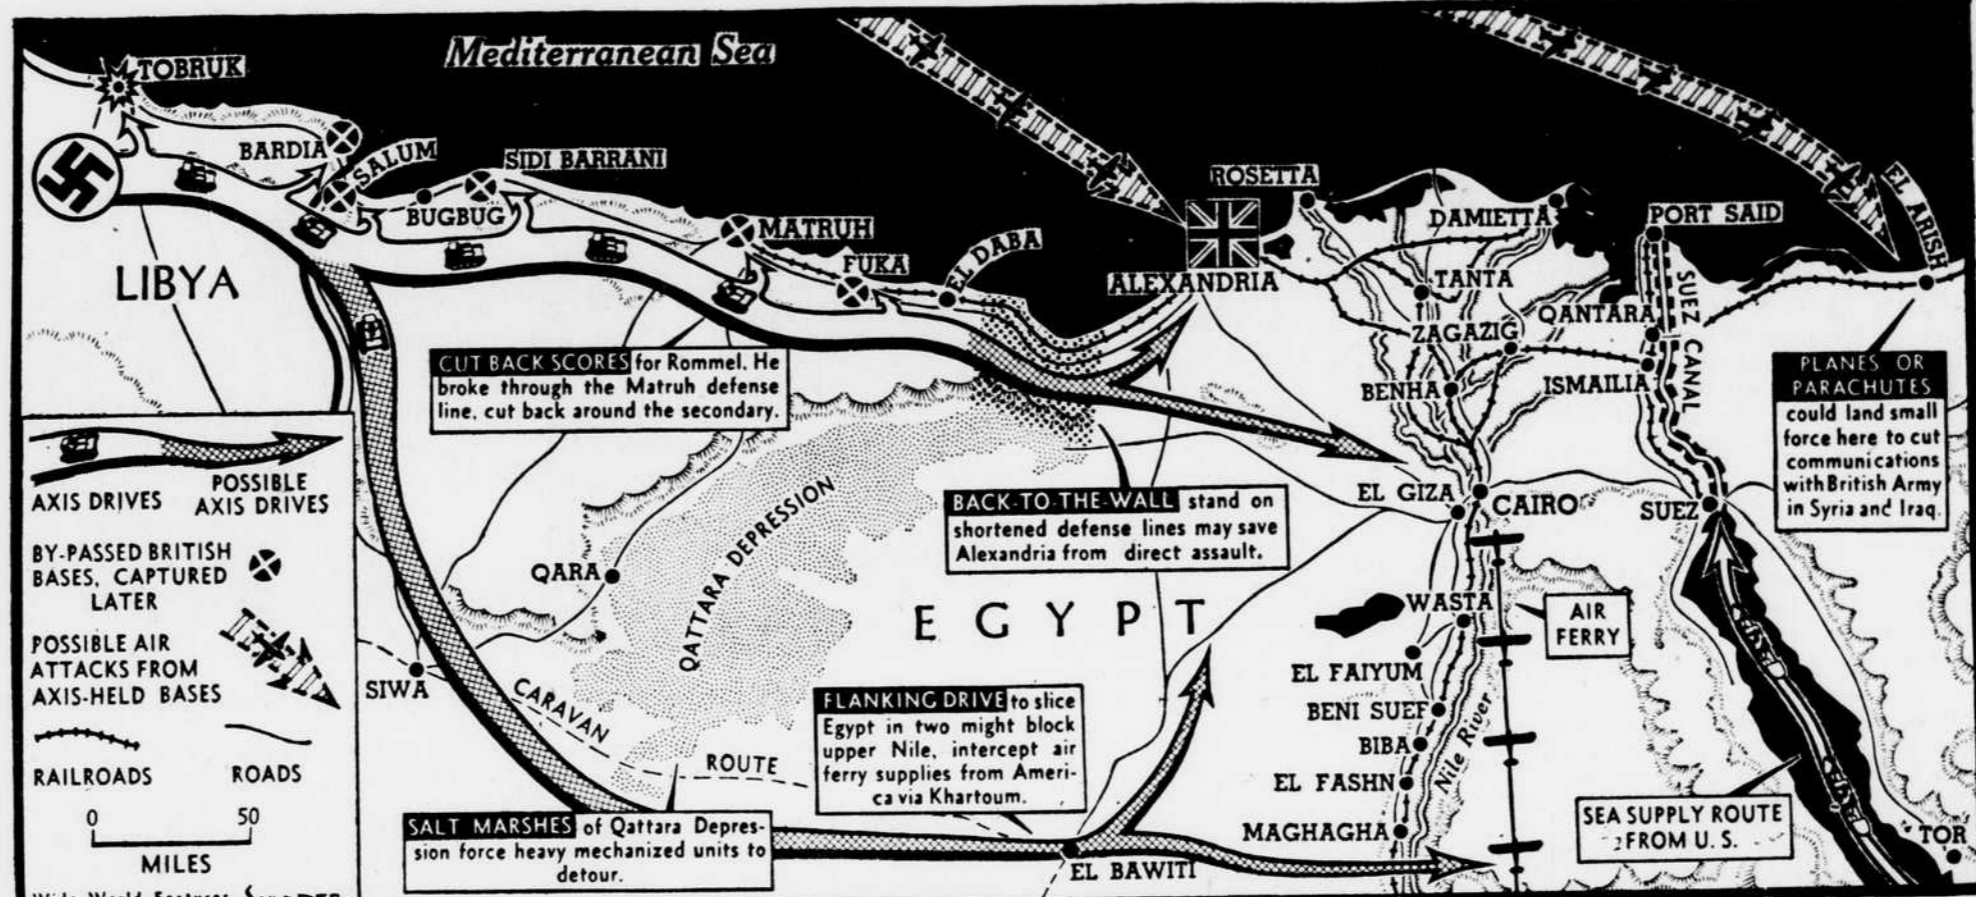 Mediterranean Sea
TOBRUK
BARDIA
SALUM
SIDI BARRANI
BUGBUG
MATRUH
FUKA
EL DABA
ROSETTA
ALEXANDRIA
DAMIETTA
PORT SAID
EL ARISH
TANTA
ZAGAZIG
QANTARA
SUEZ CANAL
BENHA
ISMAILIA
LIBYA
CUT BACK SCORES for Rommel. He
broke through the Matruh defense
line, cut back around the secondary.
PLANES OR
PARACHUTES
could land small
force here to cut
communications
with British Army
in Syria and Iraq.
AXIS DRIVES
POSSIBLE
AXIS DRIVES
BY-PASSED BRITISH
BASES, CAPTURED
LATER
POSSIBLE AIR
ATTACKS FROM
AXIS-HELD BASES
RAILROADS
ROADS
0 50
MILES
Wide World Features
BACK-TO-THE-WALL stand on
shortened defense lines may save
Alexandria from direct assault.
EL GIZA
CAIRO
SUEZ
QARA
QATTARA DEPRESSION
EGYPT
SIWA
CARAVAN
ROUTE
WASTA
AIR
FERRY
EL FAIYUM
BENI SUEF
BIBA
EL FASHN
MAGHAGHA
Nile River
FLANKING DRIVE to slice
Egypt in two might block
upper Nile, intercept air
ferry supplies from Ameri-
ca via Khartoum.
SALT MARSHES of Qattara Depres-
sion force heavy mechanized units to
detour.
EL BAWITI
SEA SUPPLY ROUTE
FROM U. S.
TOR